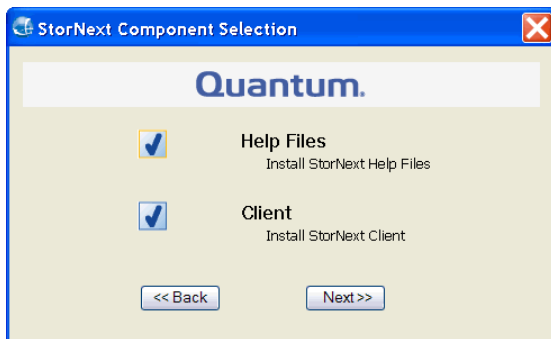 StorNext Component Selection
Quantum.
Help Files
Install StorNext Help Files
Client
Install StorNext Client
<< Back
Next >>